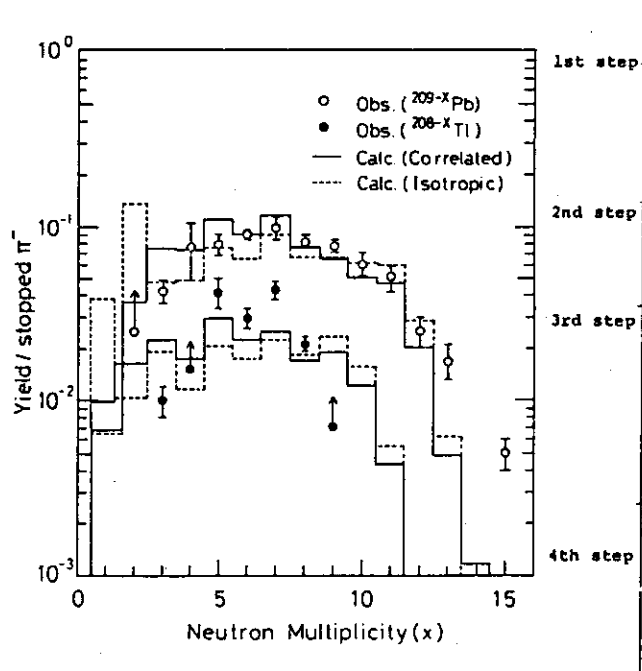 10⁰
10⁻¹
10⁻²
10⁻³
Yield / stopped π⁻
Obs. (²⁰⁹⁻ˣPb)
Obs. (²⁰⁸⁻ˣTl)
Calc. (Correlated)
Calc. (Isotropic)
0 5 10 15
Neutron Multiplicity (x)
1st step
2nd step
3rd step
4th step